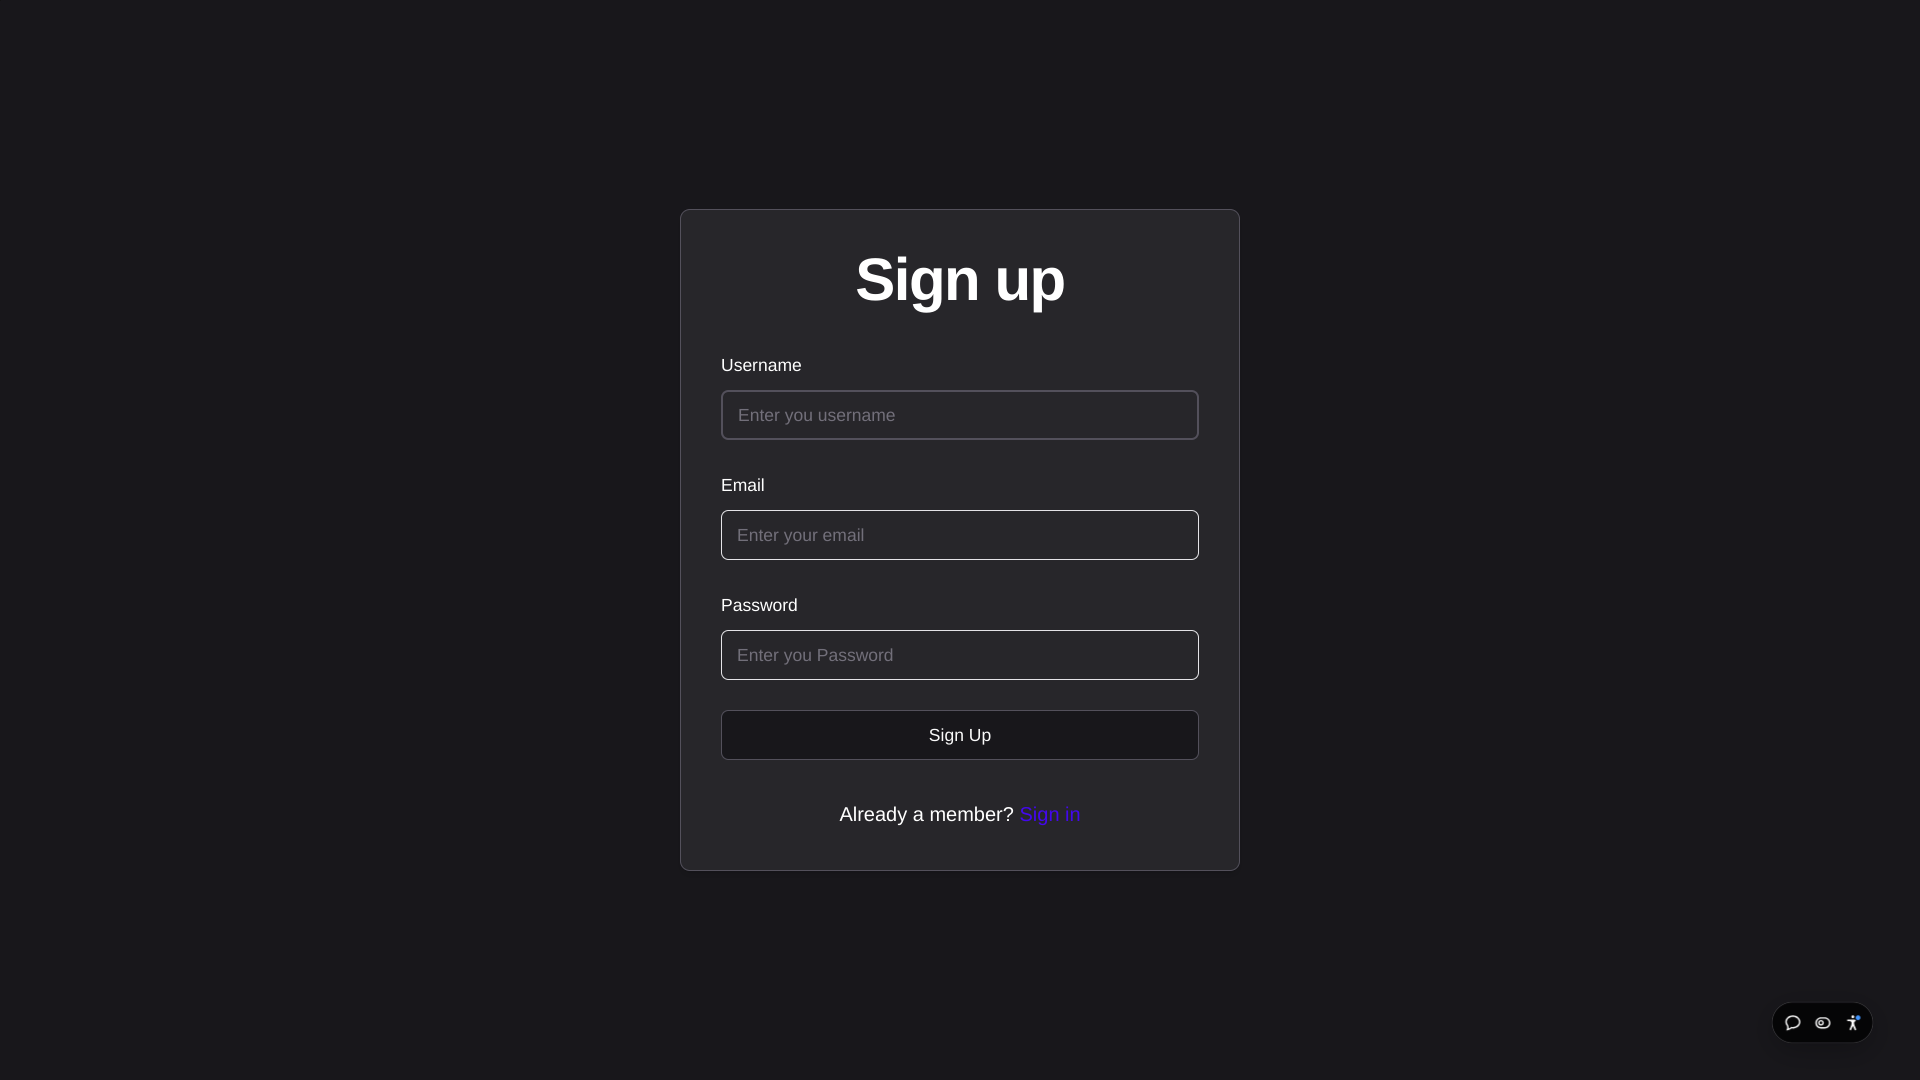 Sign up
Username
Enter you username
Email
Enter your email
Password
Enter you Password
Sign Up
Already a member? Sign in